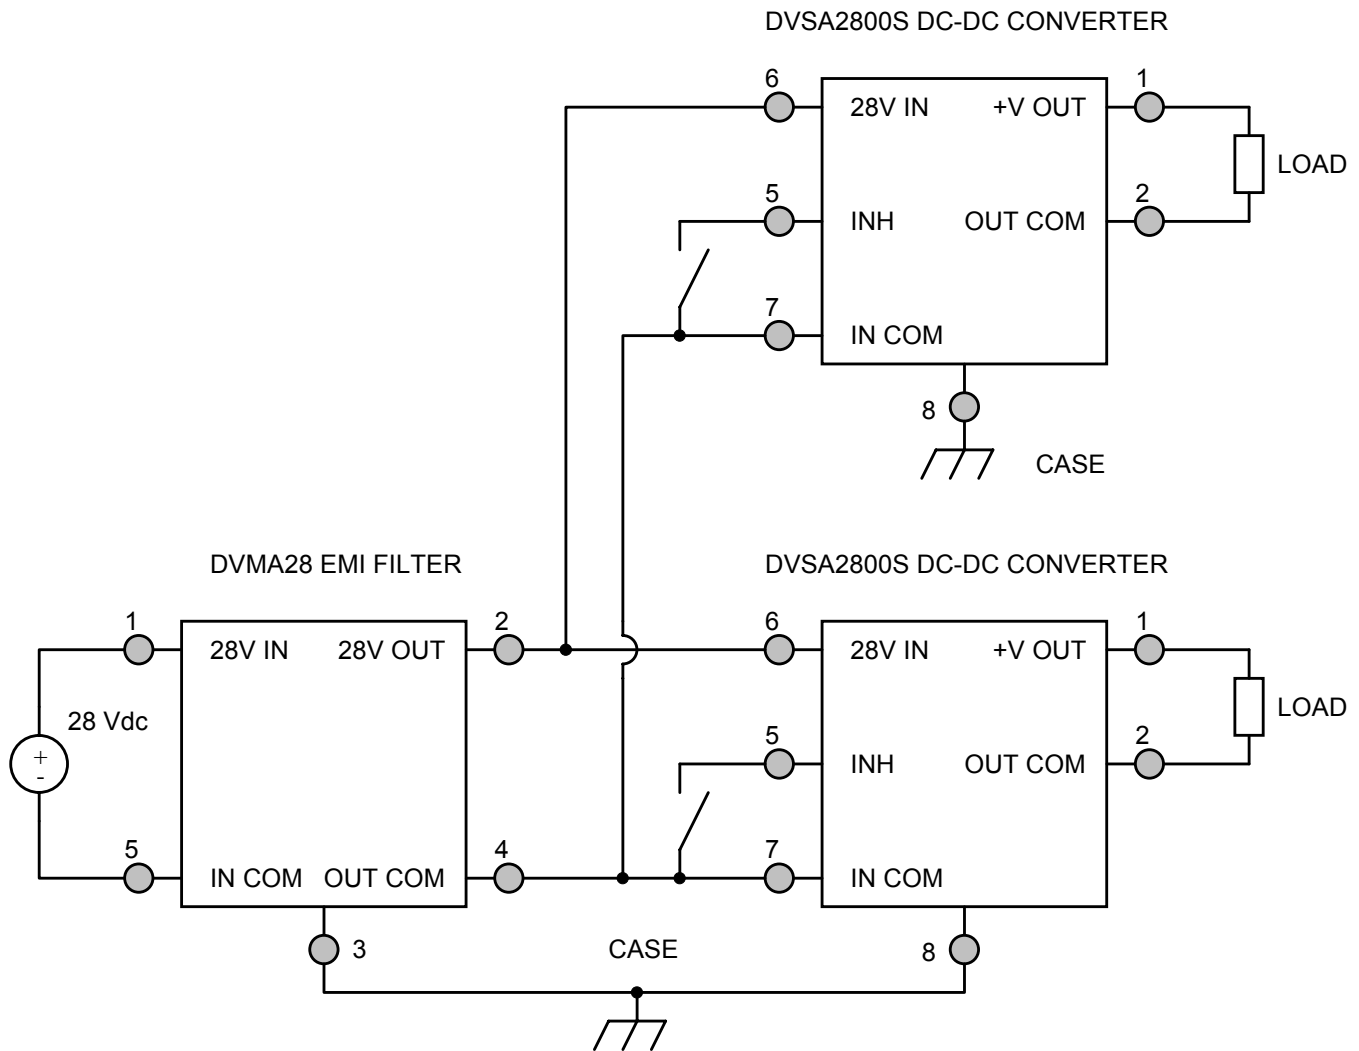 DVSA2800S DC-DC CONVERTER
6
1
28V IN
+V OUT
LOAD
5
2
INH
OUT COM
7
IN COM
8
CASE
DVMA28 EMI FILTER
DVSA2800S DC-DC CONVERTER
1
2
6
1
28V IN
28V OUT
28V IN
+V OUT
28 Vdc
LOAD
+
-
5
2
INH
OUT COM
5
4
7
IN COM
OUT COM
IN COM
3
CASE
8